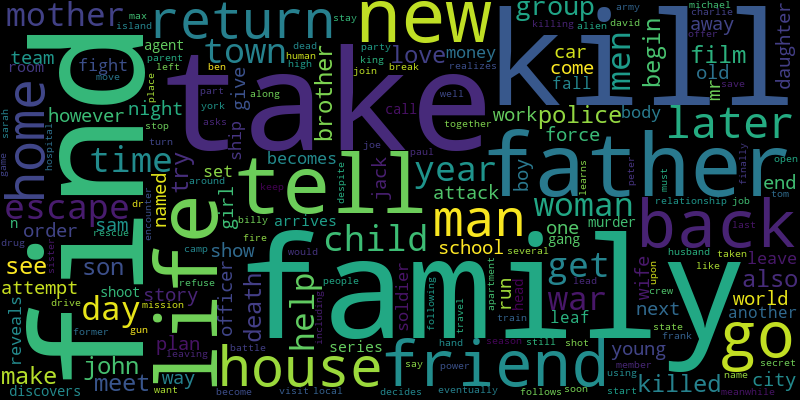 mother
max
island
return
new
stay
killing
army
alien
david
michael
charlie
offer
group
away
daughter
team
agent
parent
left
town
dead
human
high
ben
party
king
join
break
realizes
love
money
men
begin
car
come
fall
film
old
mr
save
room
fight
move
night
place
york
part
asks
brother
along
take
kill
well
together
call
work
police
body
force
later
home
however
stop
turn
ship
give
father
end
open
sarah
hospital
time
try
set
becomes
joe
paul
jack
year
boy
learns
peter
must
finally
tom
game
find
dr
named
around
girl
keep
despite
tell
attack
woman
relationship
job
escape
n
drug
order
sam
rescue
encounter
life
billy
arrives
fire
child
man
school
several
one
gang
murder
back
last
husband
taken
leave
see
son
camp
show
would
family
get
wife
upon
like
also
attempt
sister
shoot
story
refuse
officer
death
help
people
including
soldier
following
travel
apartment
run
head
lead
war
crew
world
day
mission
drive
gun
next
another
reveals
former
plan
leaving
battle
series
hand
train
season
still
shot
leaf
state
frank
secret
go
make
john
meet
way
house
friend
say
power
young
member
killed
name
city
discovers
want
become
visit
local
decides
eventually
follows
soon
using
start
meanwhile